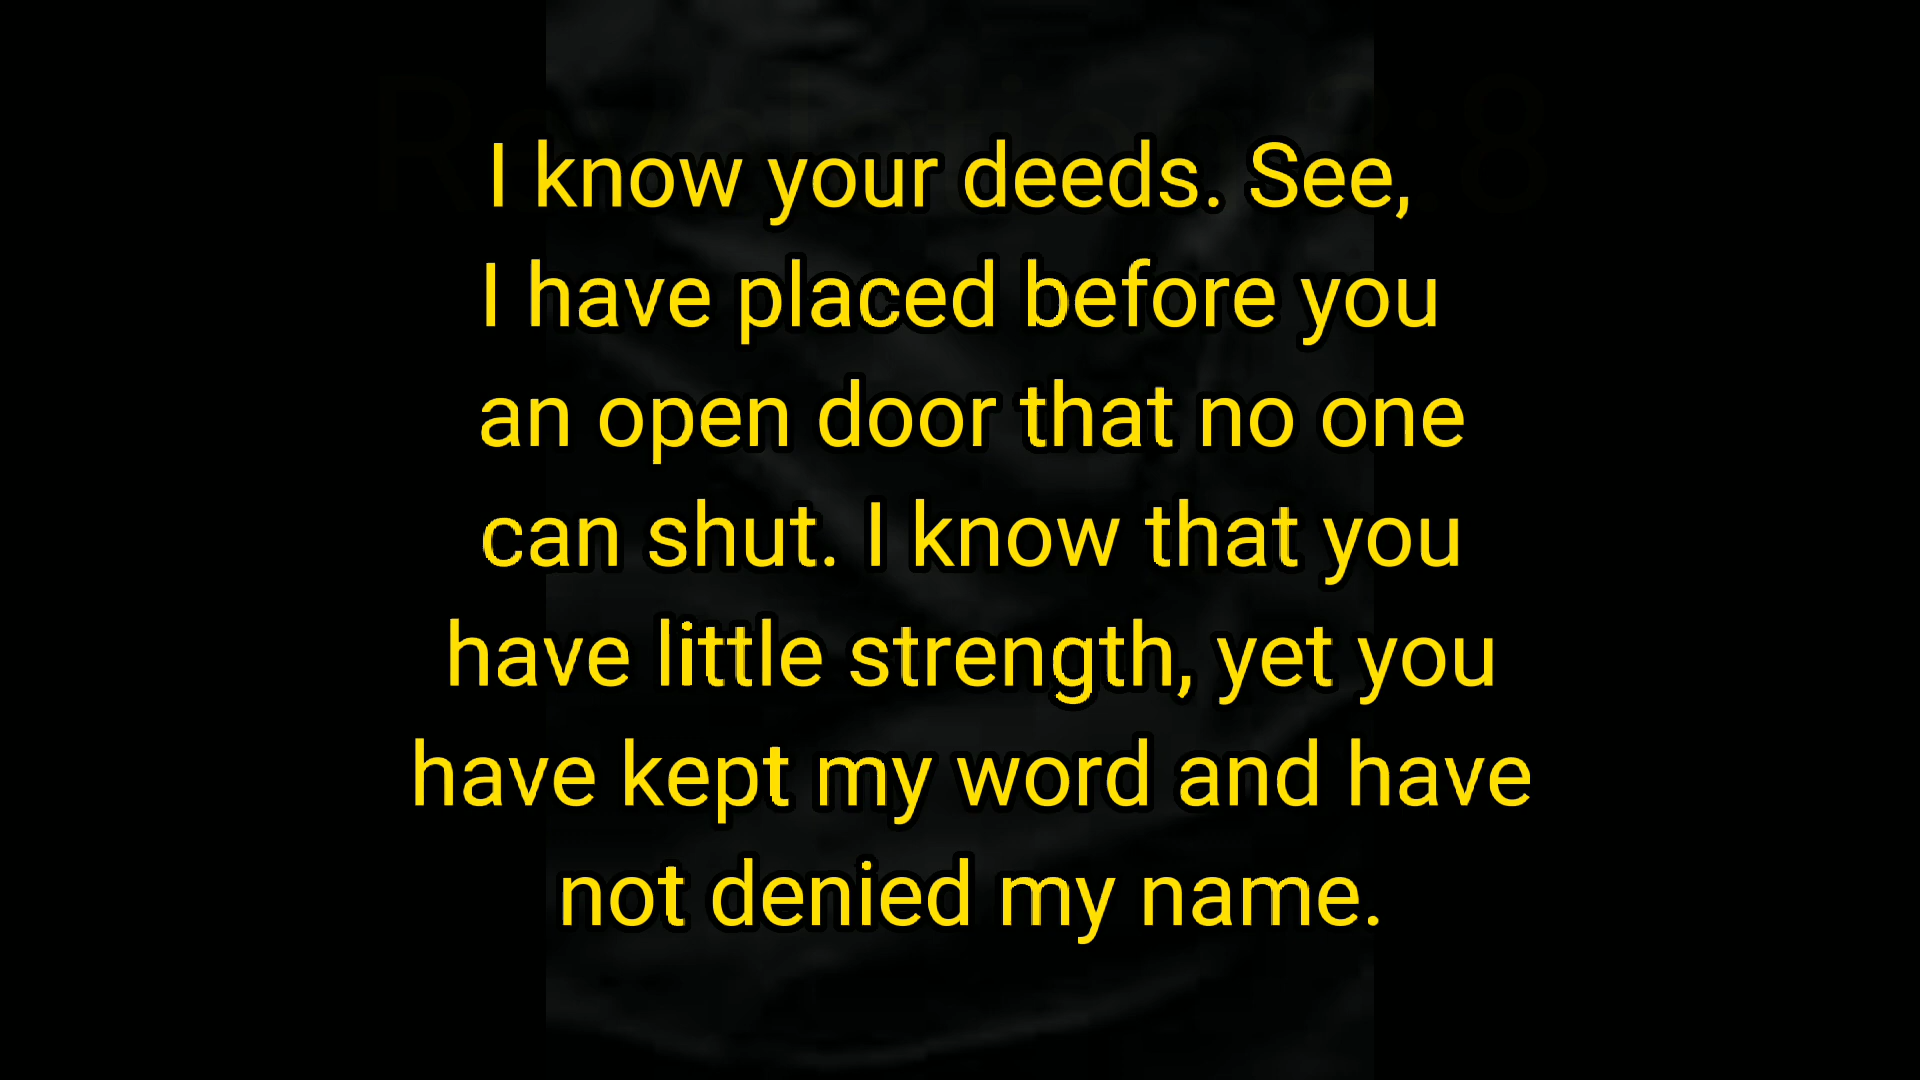 I know your deeds. See,
I have placed before you
an open door that no one
can shut. I know that you
have little strength, yet you
have kept my word and have
not denied my name.